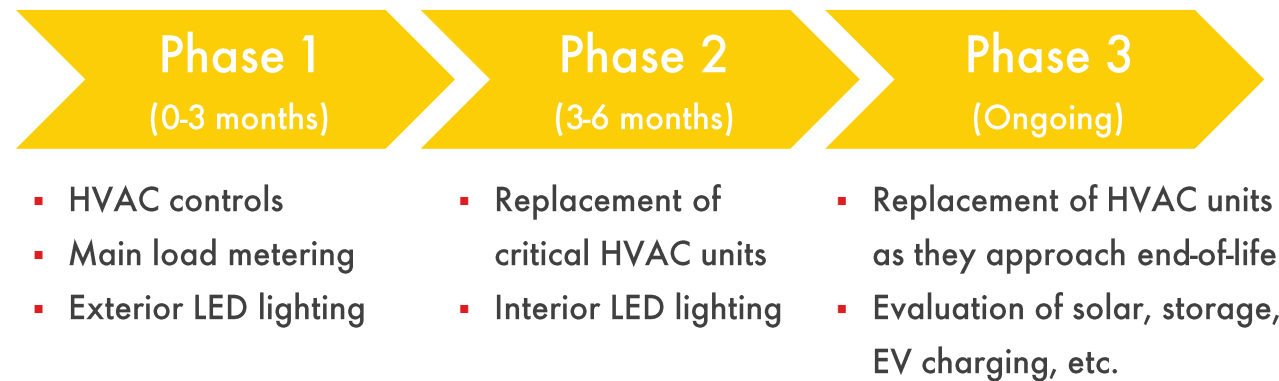 Phase 1
(0-3 months)
▪ HVAC controls
▪ Main load metering
▪ Exterior LED lighting
Phase 2
(3-6 months)
▪ Replacement of
critical HVAC units
▪ Interior LED lighting
Phase 3
(Ongoing)
▪ Replacement of HVAC units
as they approach end-of-life
▪ Evaluation of solar, storage,
EV charging, etc.